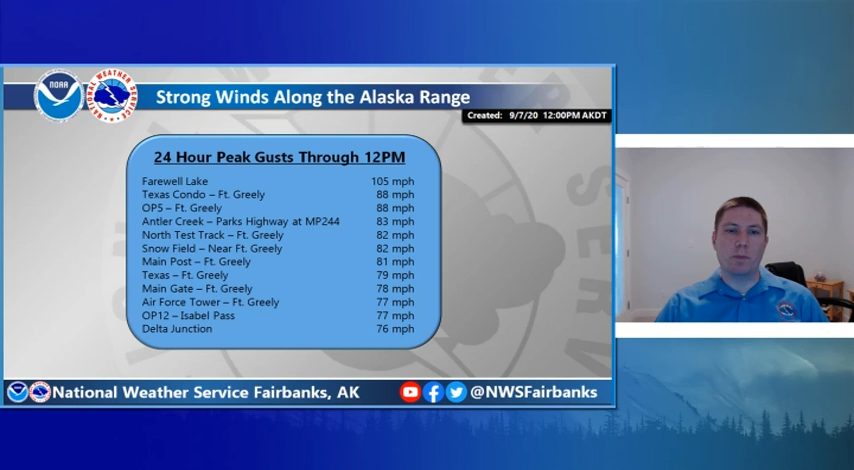 NOAA
NATIONAL WEATHER SERVICE
Strong Winds Along the Alaska Range
Created: 9/7/20 12:00PM AKDT
24 Hour Peak Gusts Through 12PM
Farewell Lake 105 mph
Texas Condo – Ft. Greely 88 mph
OP5 – Ft. Greely 88 mph
Antler Creek – Parks Highway at MP244 83 mph
North Test Track – Ft. Greely 82 mph
Snow Field – Near Ft. Greely 82 mph
Main Post – Ft. Greely 81 mph
Texas – Ft. Greely 79 mph
Main Gate – Ft. Greely 78 mph
Air Force Tower – Ft. Greely 77 mph
OP12 – Isabel Pass 77 mph
Delta Junction 76 mph
National Weather Service Fairbanks, AK @NWSFairbanks